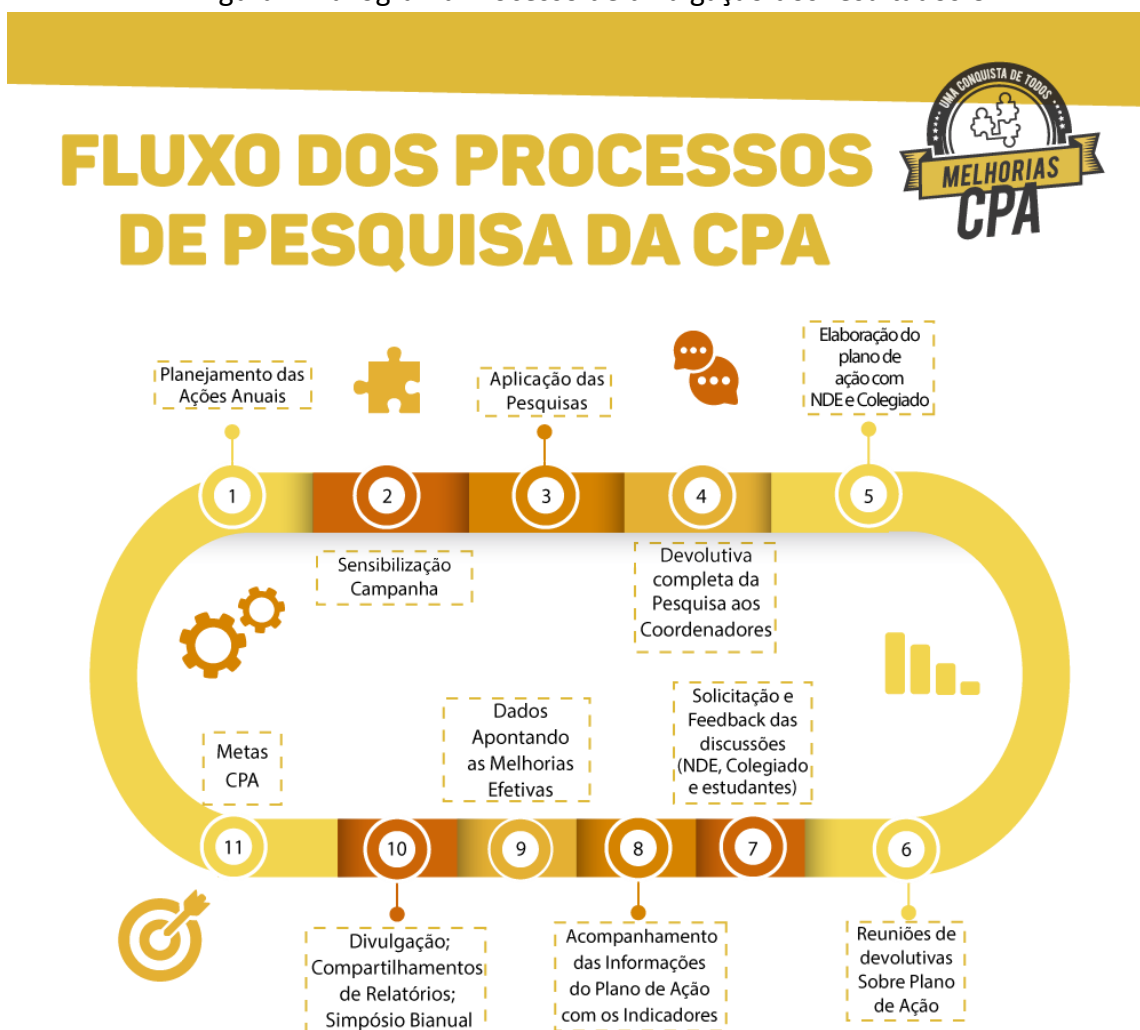 FLUXO DOS PROCESSOS
DE PESQUISA DA CPA
UMA CONQUISTA DE TODOS
MELHORIAS
CPA
Planejamento das
Ações Anuais
Aplicação das
Pesquisas
Elaboração do
plano de
ação com
NDE e Colegiado
1
2
3
4
5
Sensibilização
Campanha
Devolutiva
completa da
Pesquisa aos
Coordenadores
Metas
CPA
Dados
Apontando
as Melhorias
Efetivas
Solicitação e
Feedback das
discussões
(NDE, Colegiado
e estudantes)
11
10
9
8
7
6
Divulgação;
Compartilhamentos
de Relatórios;
Simpósio Bianual
Acompanhamento
das Informações
do Plano de Ação
com os Indicadores
Reuniões de
devolutivas
Sobre Plano
de Ação